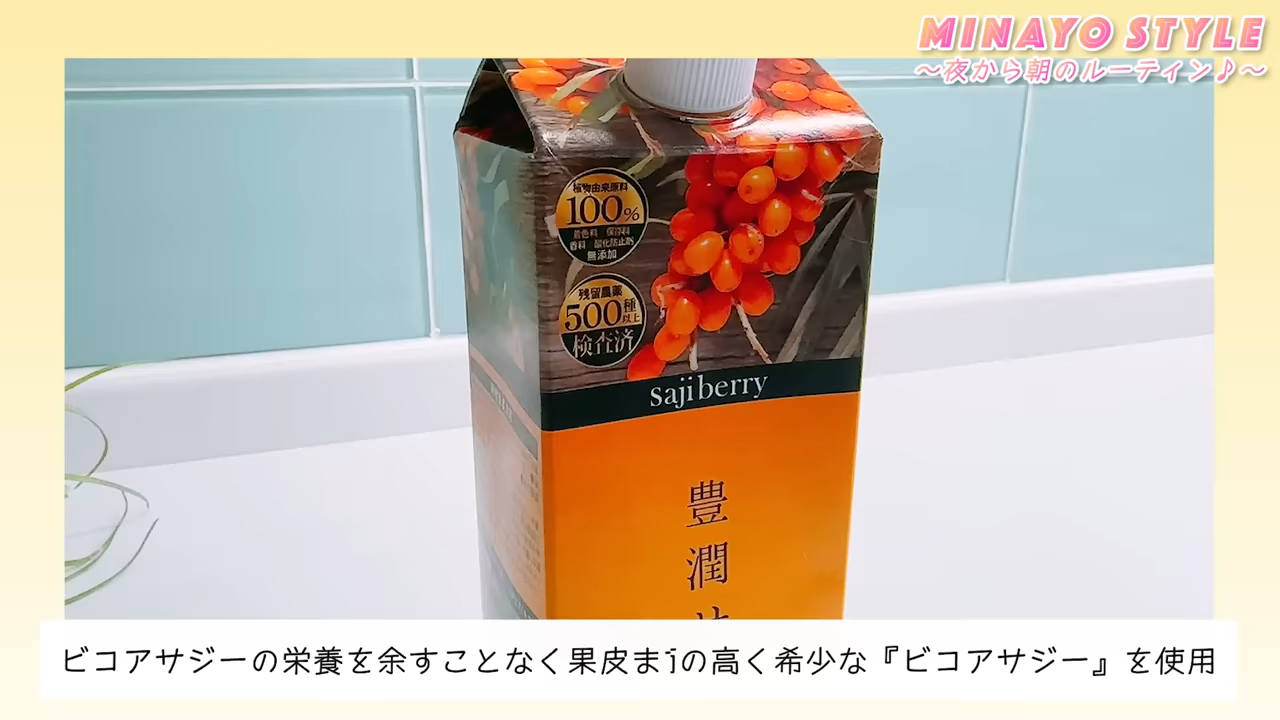 MINAYO STYLE
～夜から朝のルーティン♪～
植物由来原料
100%
着色料 保存料
香料 酸化防止剤
無添加
残留農薬
500種以上
検査済
sajiberry
豊潤
ビコアサジーの栄養を余すことなく果皮まjの高く希少な『ビコアサジー』を使用